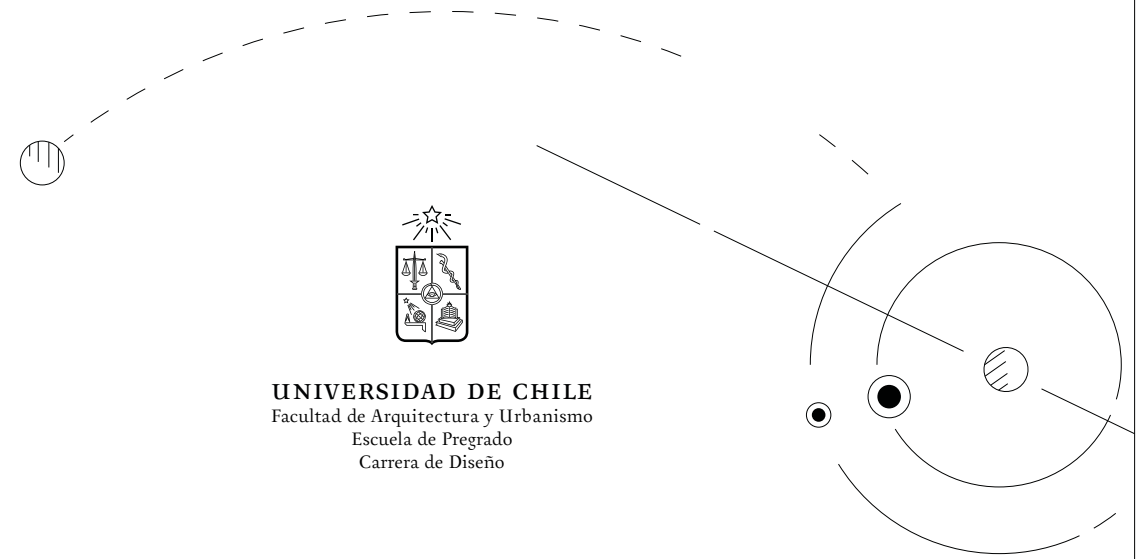 UNIVERSIDAD DE CHILE
Facultad de Arquitectura y Urbanismo
Escuela de Pregrado
Carrera de Diseño